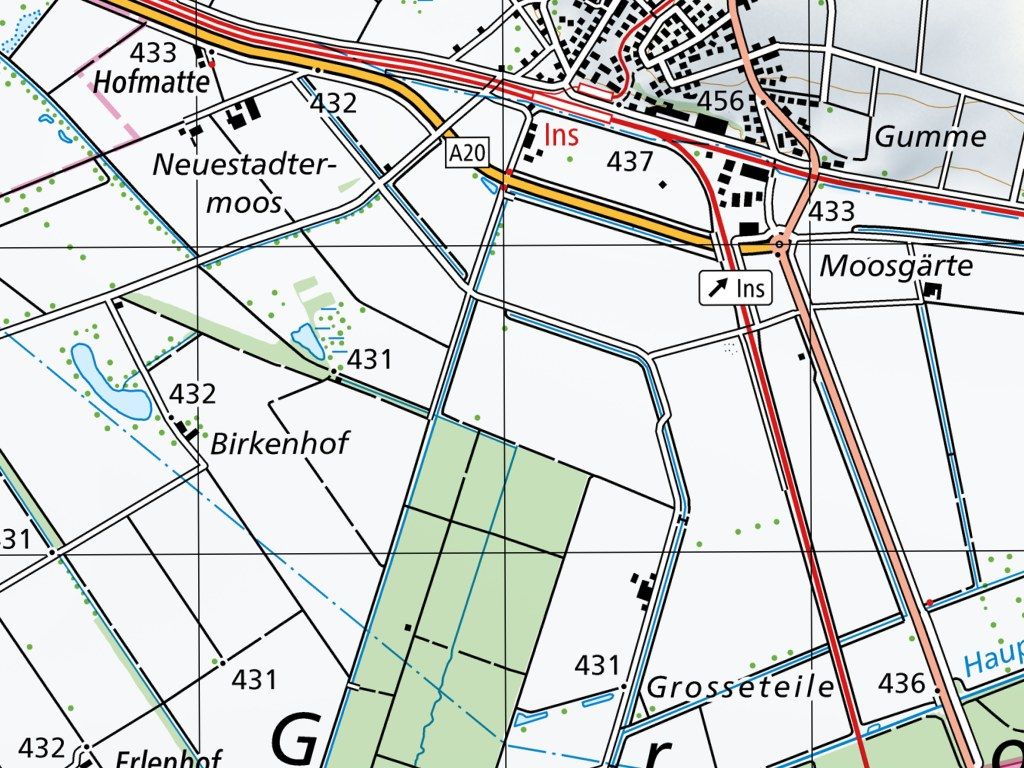 433
Hofmatte
432
456
Ins
Gumme
A20
437
Neuestadter-
moos
433
Moosgärte
Ins
431
432
Birkenhof
431
431
431
Grosseteile
436
Haup
432
Erlenhof
G
r
o